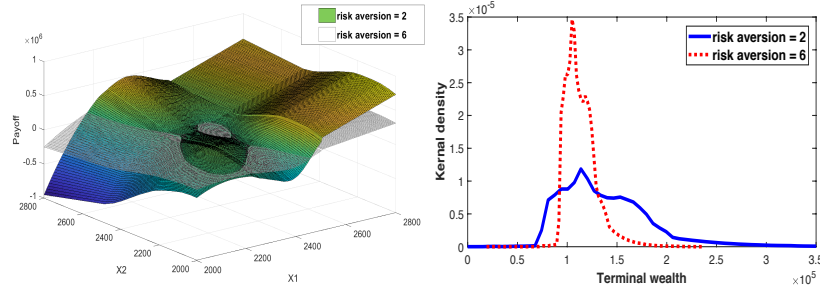 risk aversion = 2
risk aversion = 6
×10^6
1
0.5
0
-0.5
-1
Payoff
2800
2600
2400
2200
2000
X2
2000
2200
2400
2600
2800
X1
×10^-5
3.5
3
2.5
2
1.5
1
0.5
0
Kernal density
risk aversion = 2
risk aversion = 6
0 0.5 1 1.5 2 2.5 3 3.5
Terminal wealth
×10^5